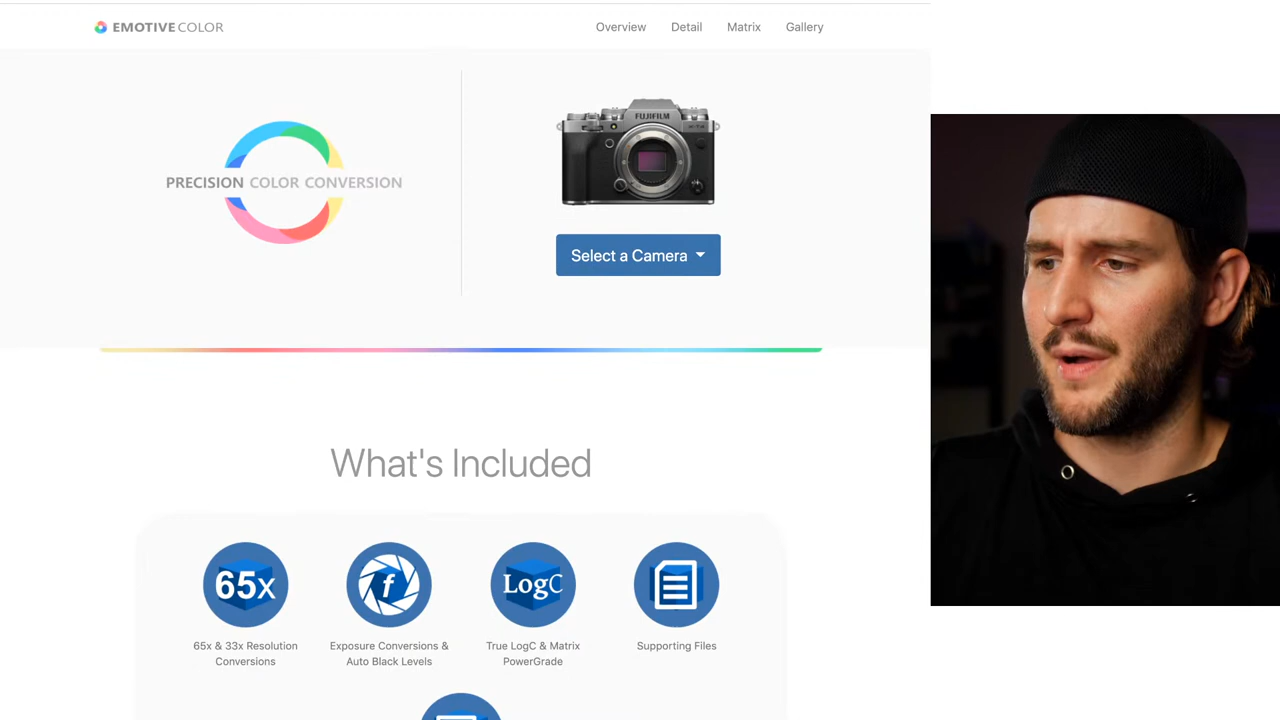 EMOTIVE COLOR
Overview
Detail
Matrix
Gallery
PRECISION COLOR CONVERSION
FUJIFILM
Select a Camera
What's Included
65x
f
LogC
65x & 33x Resolution
Conversions
Exposure Conversions &
Auto Black Levels
True LogC & Matrix
PowerGrade
Supporting Files